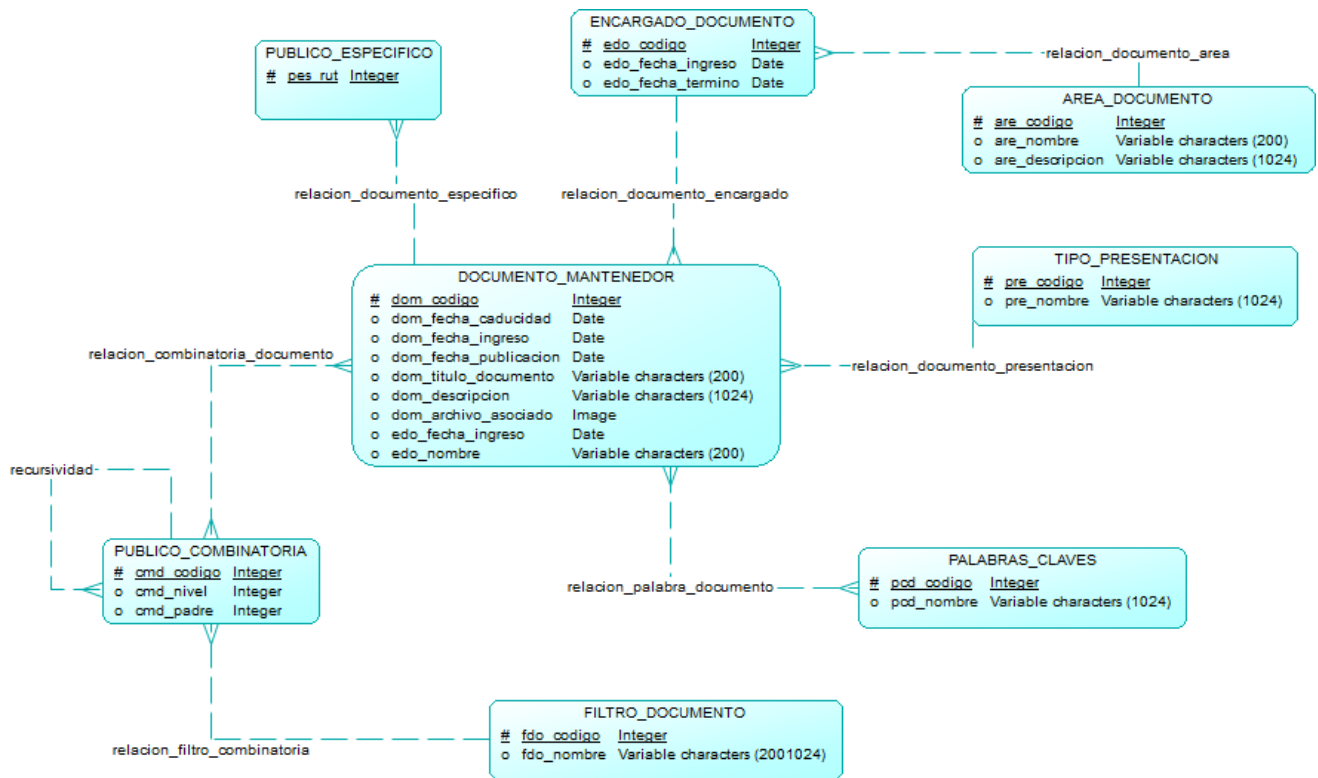 ENCARGADO_DOCUMENTO
# edo_codigo Integer
o edo_fecha_ingreso Date
o edo_fecha_termino Date
PUBLICO_ESPECIFICO
# pes_rut Integer
relacion_documento_area
AREA_DOCUMENTO
# are_codigo Integer
o are_nombre Variable characters (200)
o are_descripcion Variable characters (1024)
relacion_documento_especifico
relacion_documento_encargado
DOCUMENTO_MANTENEDOR
# dom_codigo Integer
o dom_fecha_caducidad Date
o dom_fecha_ingreso Date
o dom_fecha_publicacion Date
o dom_titulo_documento Variable characters (200)
o dom_descripcion Variable characters (1024)
o dom_archivo_asociado Image
o edo_fecha_ingreso Date
o edo_nombre Variable characters (200)
TIPO_PRESENTACION
# pre_codigo Integer
o pre_nombre Variable characters (1024)
relacion_combinatoria_documento
relacion_documento_presentacion
recursividad
PUBLICO_COMBINATORIA
# cmd_codigo Integer
o cmd_nivel Integer
o cmd_padre Integer
relacion_palabra_documento
PALABRAS_CLAVES
# pcd_codigo Integer
o pcd_nombre Variable characters (1024)
relacion_filtro_combinatoria
FILTRO_DOCUMENTO
# fdo_codigo Integer
o fdo_nombre Variable characters (2001024)